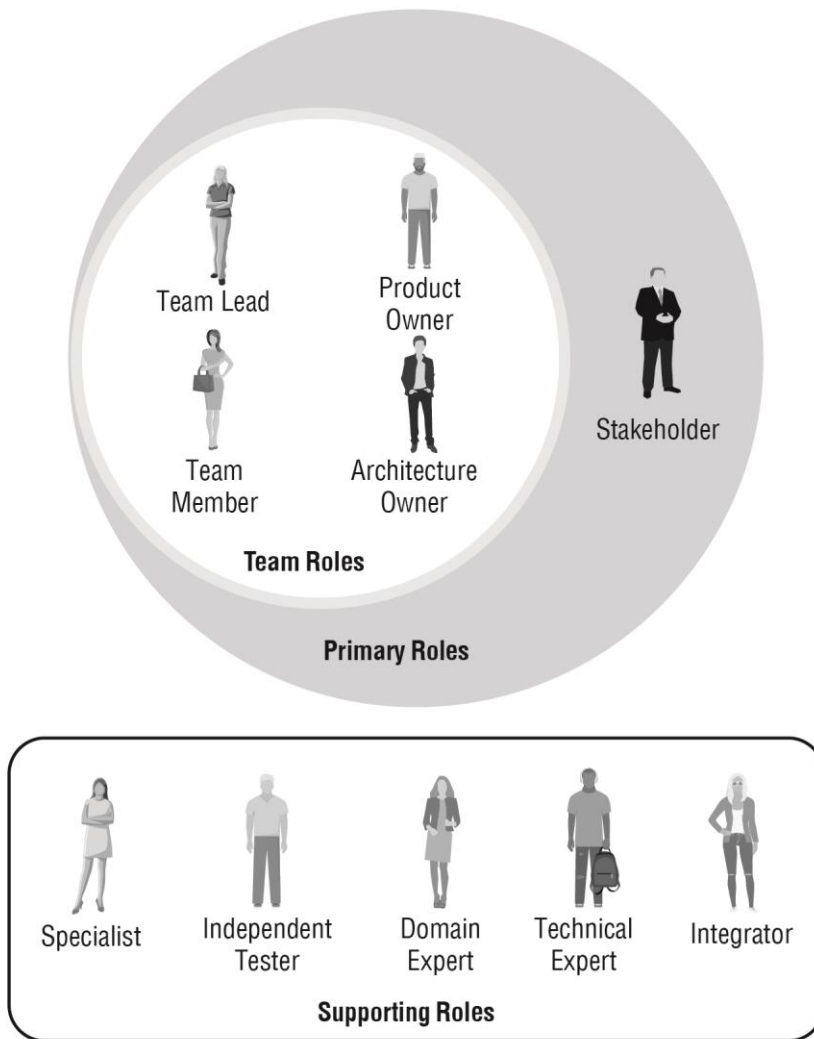 Team Lead
Product
Owner
Team
Member
Architecture
Owner
Team Roles
Stakeholder
Primary Roles
Specialist
Independent
Tester
Domain
Expert
Technical
Expert
Integrator
Supporting Roles